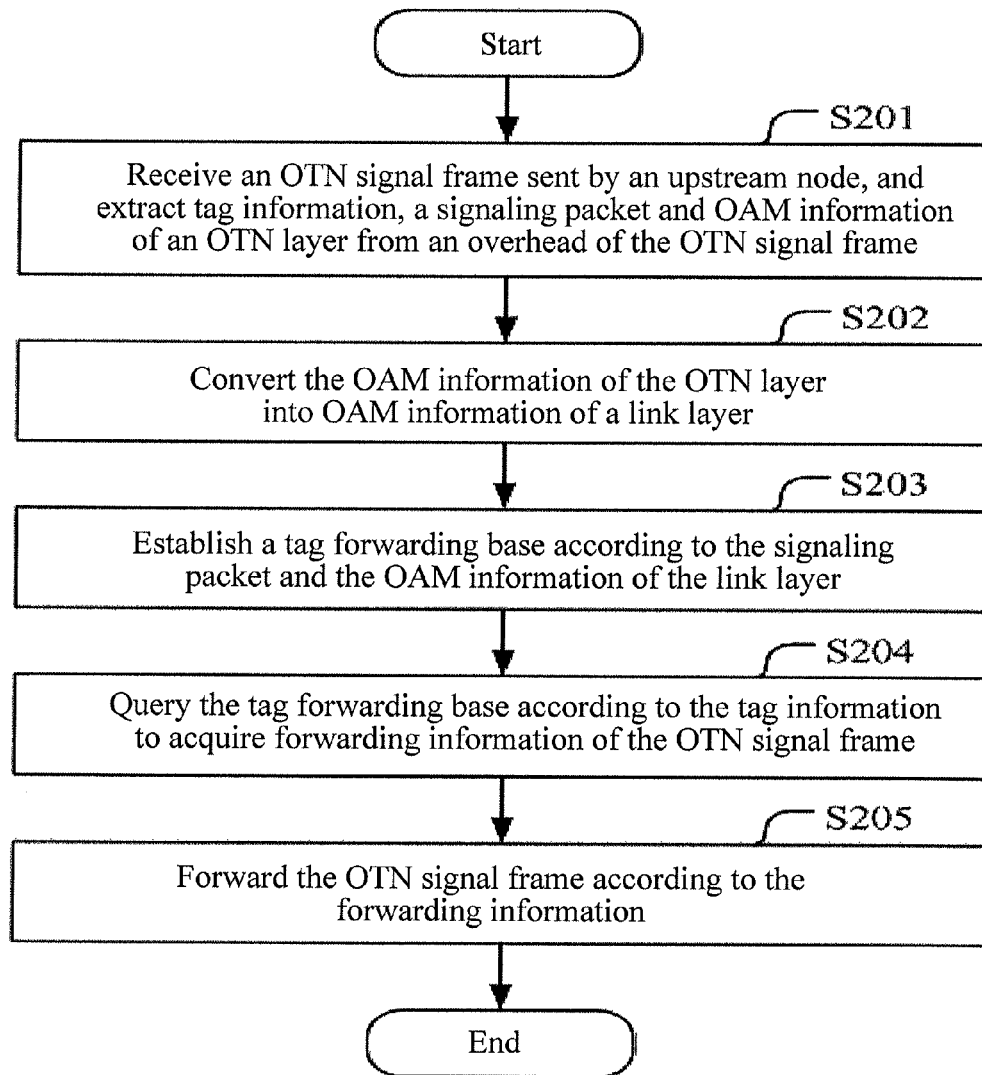 Start
S201
Receive an OTN signal frame sent by an upstream node, and
extract tag information, a signaling packet and OAM information
of an OTN layer from an overhead of the OTN signal frame
S202
Convert the OAM information of the OTN layer
into OAM information of a link layer
S203
Establish a tag forwarding base according to the signaling
packet and the OAM information of the link layer
S204
Query the tag forwarding base according to the tag information
to acquire forwarding information of the OTN signal frame
S205
Forward the OTN signal frame according to the
forwarding information
End